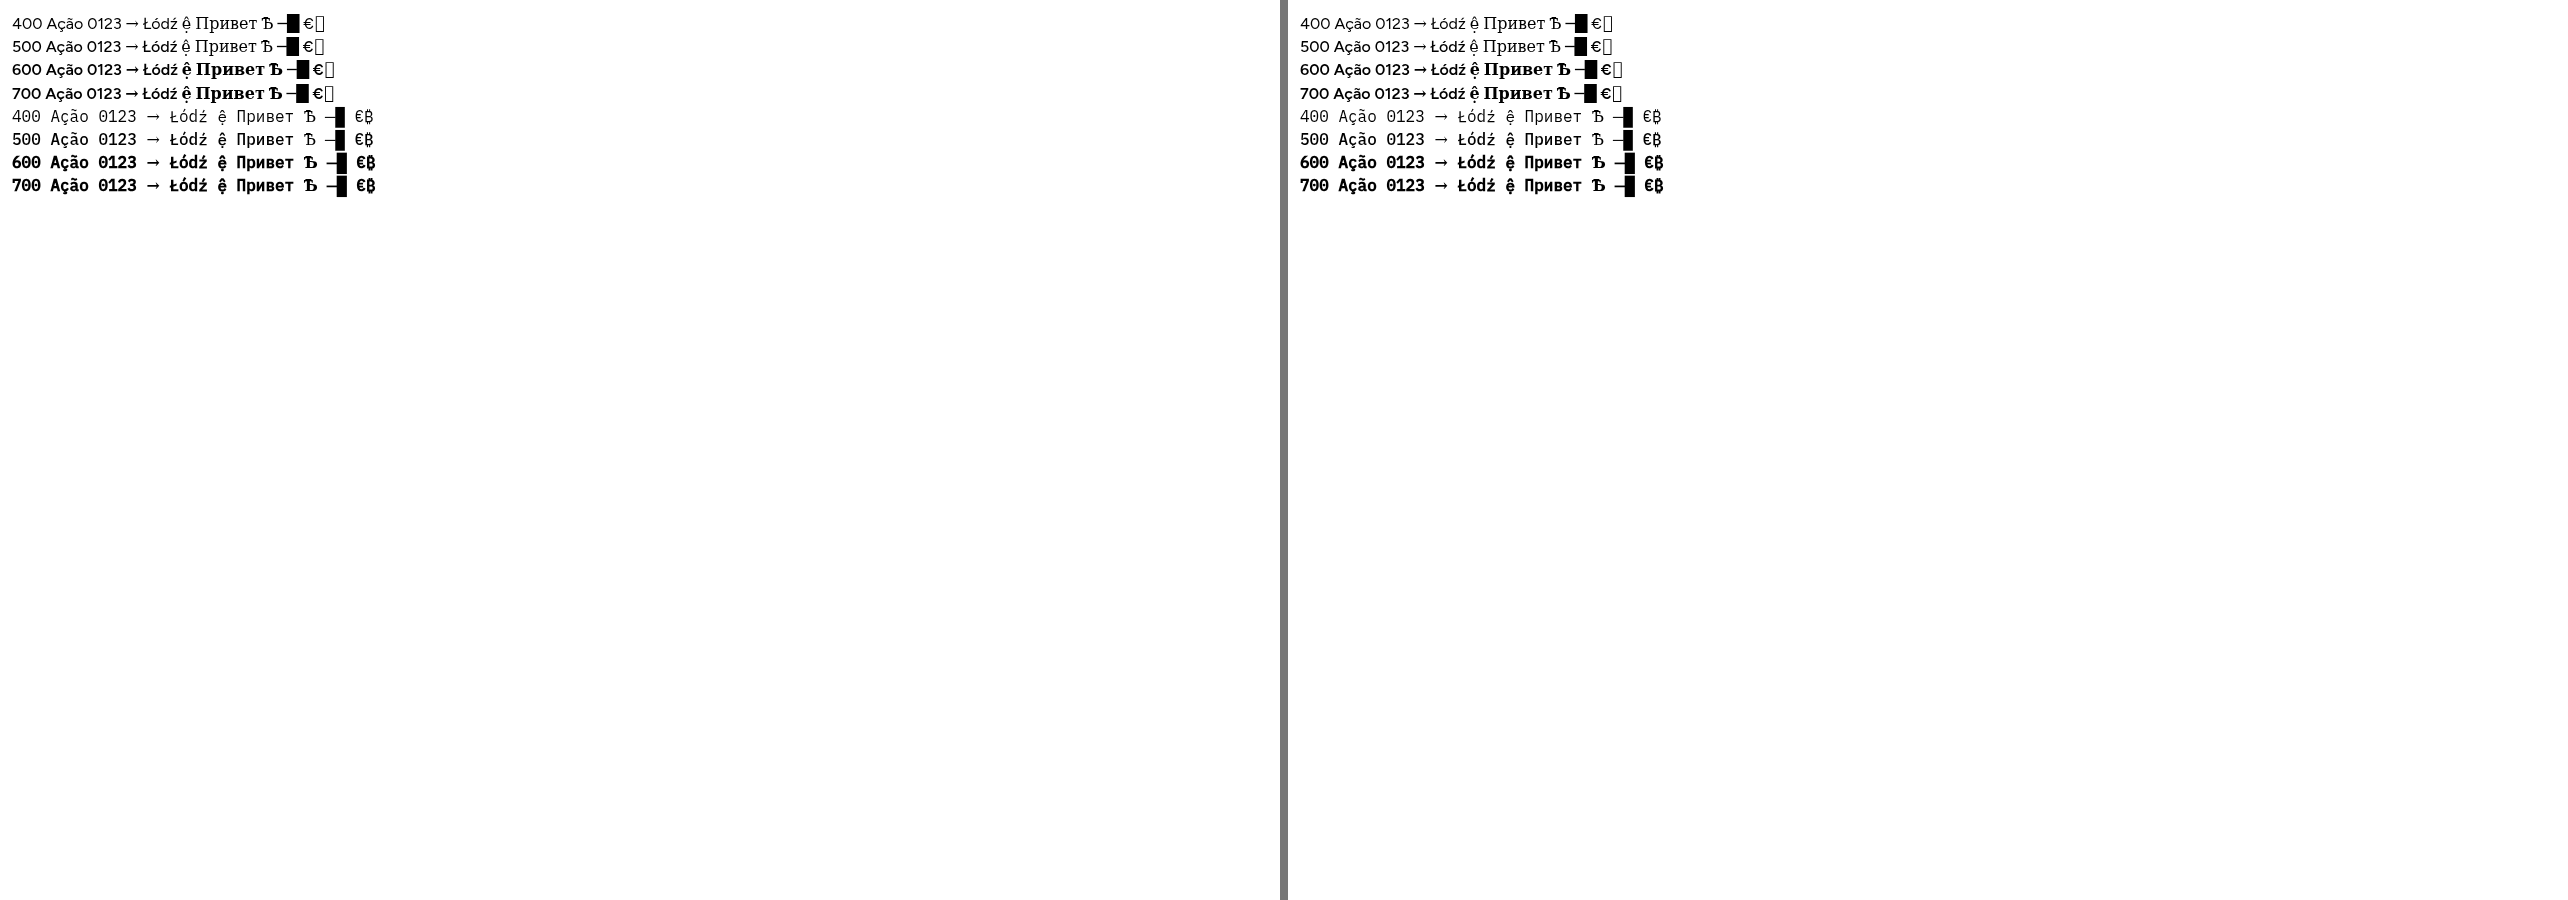 400 Ação 0123 → Łódź ệ Привет Ѣ ─█ €▯
500 Ação 0123 → Łódź ệ Привет Ѣ ─█ €▯
600 Ação 0123 → Łódź ệ Привет Ѣ ─█ €▯
700 Ação 0123 → Łódź ệ Привет Ѣ ─█ €▯
400 Ação 0123 → Łódź ệ Привет Ѣ ─█ €₿
500 Ação 0123 → Łódź ệ Привет Ѣ ─█ €₿
600 Ação 0123 → Łódź ệ Привет Ѣ ─█ €₿
700 Ação 0123 → Łódź ệ Привет Ѣ ─█ €₿
400 Ação 0123 → Łódź ệ Привет Ѣ ─█ €▯
500 Ação 0123 → Łódź ệ Привет Ѣ ─█ €▯
600 Ação 0123 → Łódź ệ Привет Ѣ ─█ €▯
700 Ação 0123 → Łódź ệ Привет Ѣ ─█ €▯
400 Ação 0123 → Łódź ệ Привет Ѣ ─█ €₿
500 Ação 0123 → Łódź ệ Привет Ѣ ─█ €₿
600 Ação 0123 → Łódź ệ Привет Ѣ ─█ €₿
700 Ação 0123 → Łódź ệ Привет Ѣ ─█ €₿